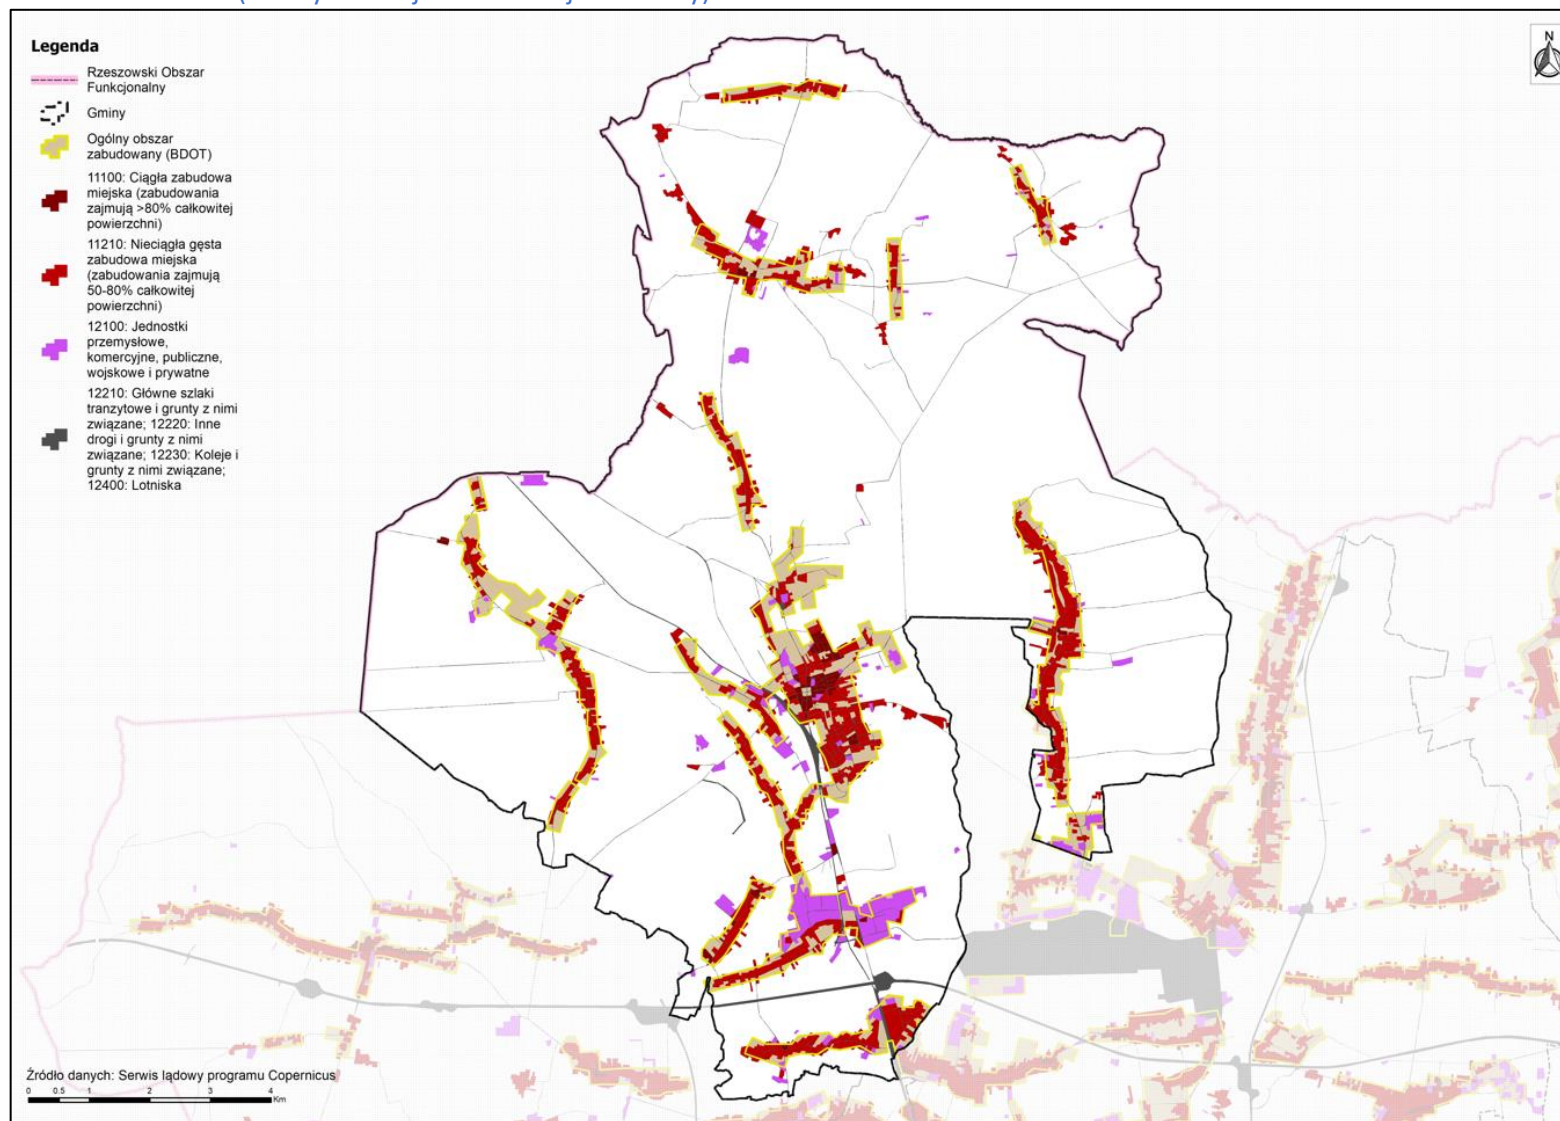 Legenda
Rzeszowski Obszar
Funkcjonalny
Gminy
Ogólny obszar
zabudowany (BDOT)
11100: Ciągła zabudowa
miejska (zabudowania
zajmują >80% całkowitej
powierzchni)
11210: Nieciągła gęsta
zabudowa miejska
(zabudowania zajmują
50-80% całkowitej
powierzchni)
12100: Jednostki
przemysłowe,
komercyjne, publiczne,
wojskowe i prywatne
12210: Główne szlaki
tranzytowe i grunty z nimi
związane; 12220: Inne
drogi i grunty z nimi
związane; 12230: Koleje i
grunty z nimi związane;
12400: Lotniska
N
Źródło danych: Serwis lądowy programu Copernicus
0 0.5 1 2 3 4
Km